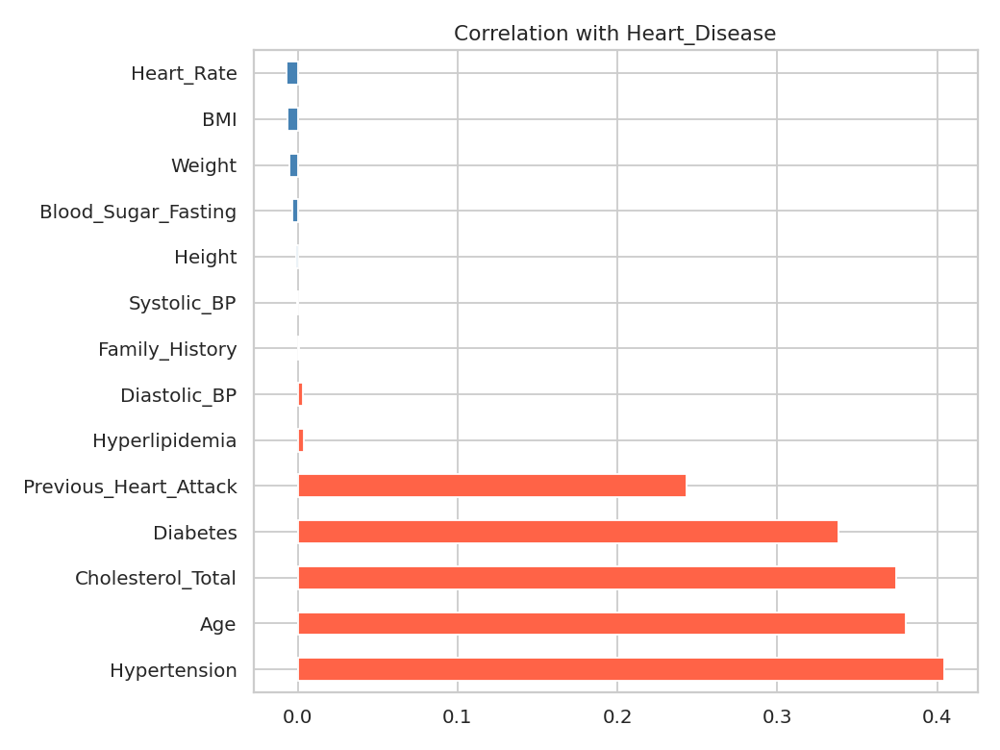 Correlation with Heart_Disease
Heart_Rate
BMI
Weight
Blood_Sugar_Fasting
Height
Systolic_BP
Family_History
Diastolic_BP
Hyperlipidemia
Previous_Heart_Attack
Diabetes
Cholesterol_Total
Age
Hypertension
0.0 0.1 0.2 0.3 0.4